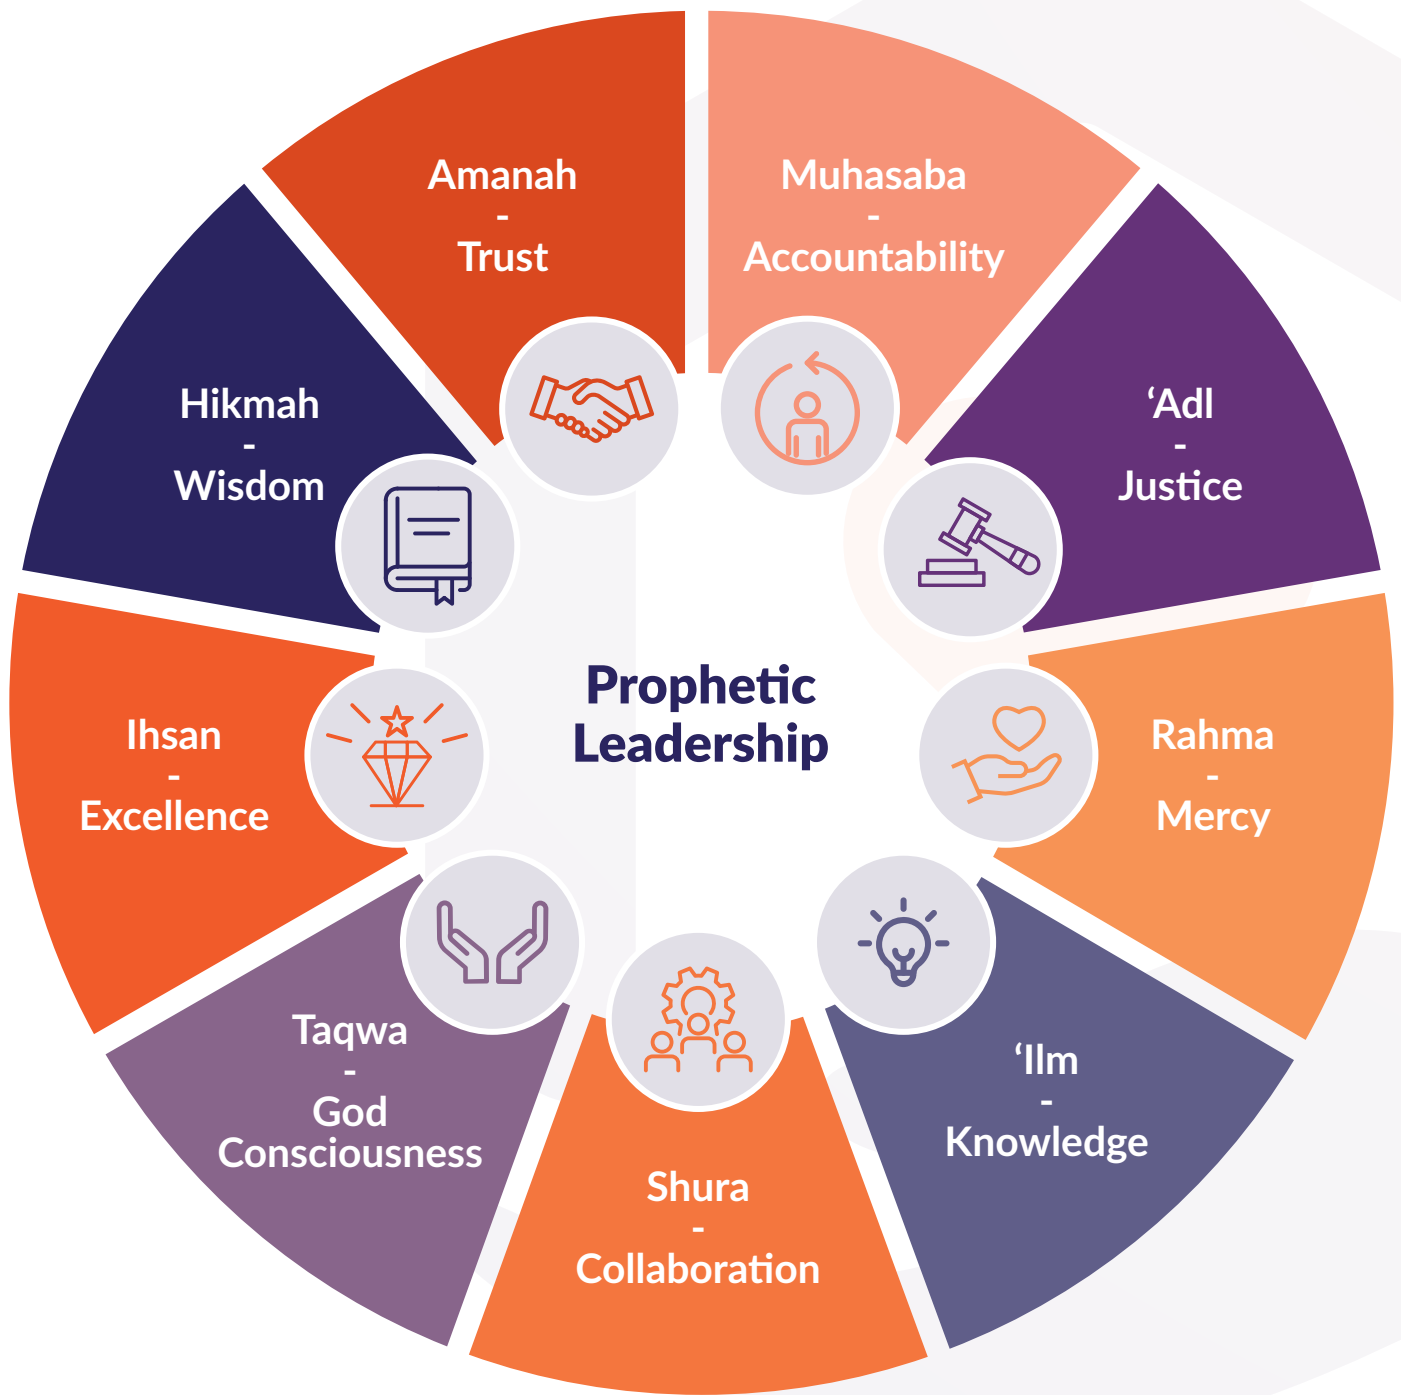 Amanah
-
Trust
Muhasaba
-
Accountability
‘Adl
-
Justice
Rahma
-
Mercy
‘Ilm
-
Knowledge
Shura
-
Collaboration
Taqwa
-
God
Consciousness
Ihsan
-
Excellence
Hikmah
-
Wisdom
Prophetic
Leadership